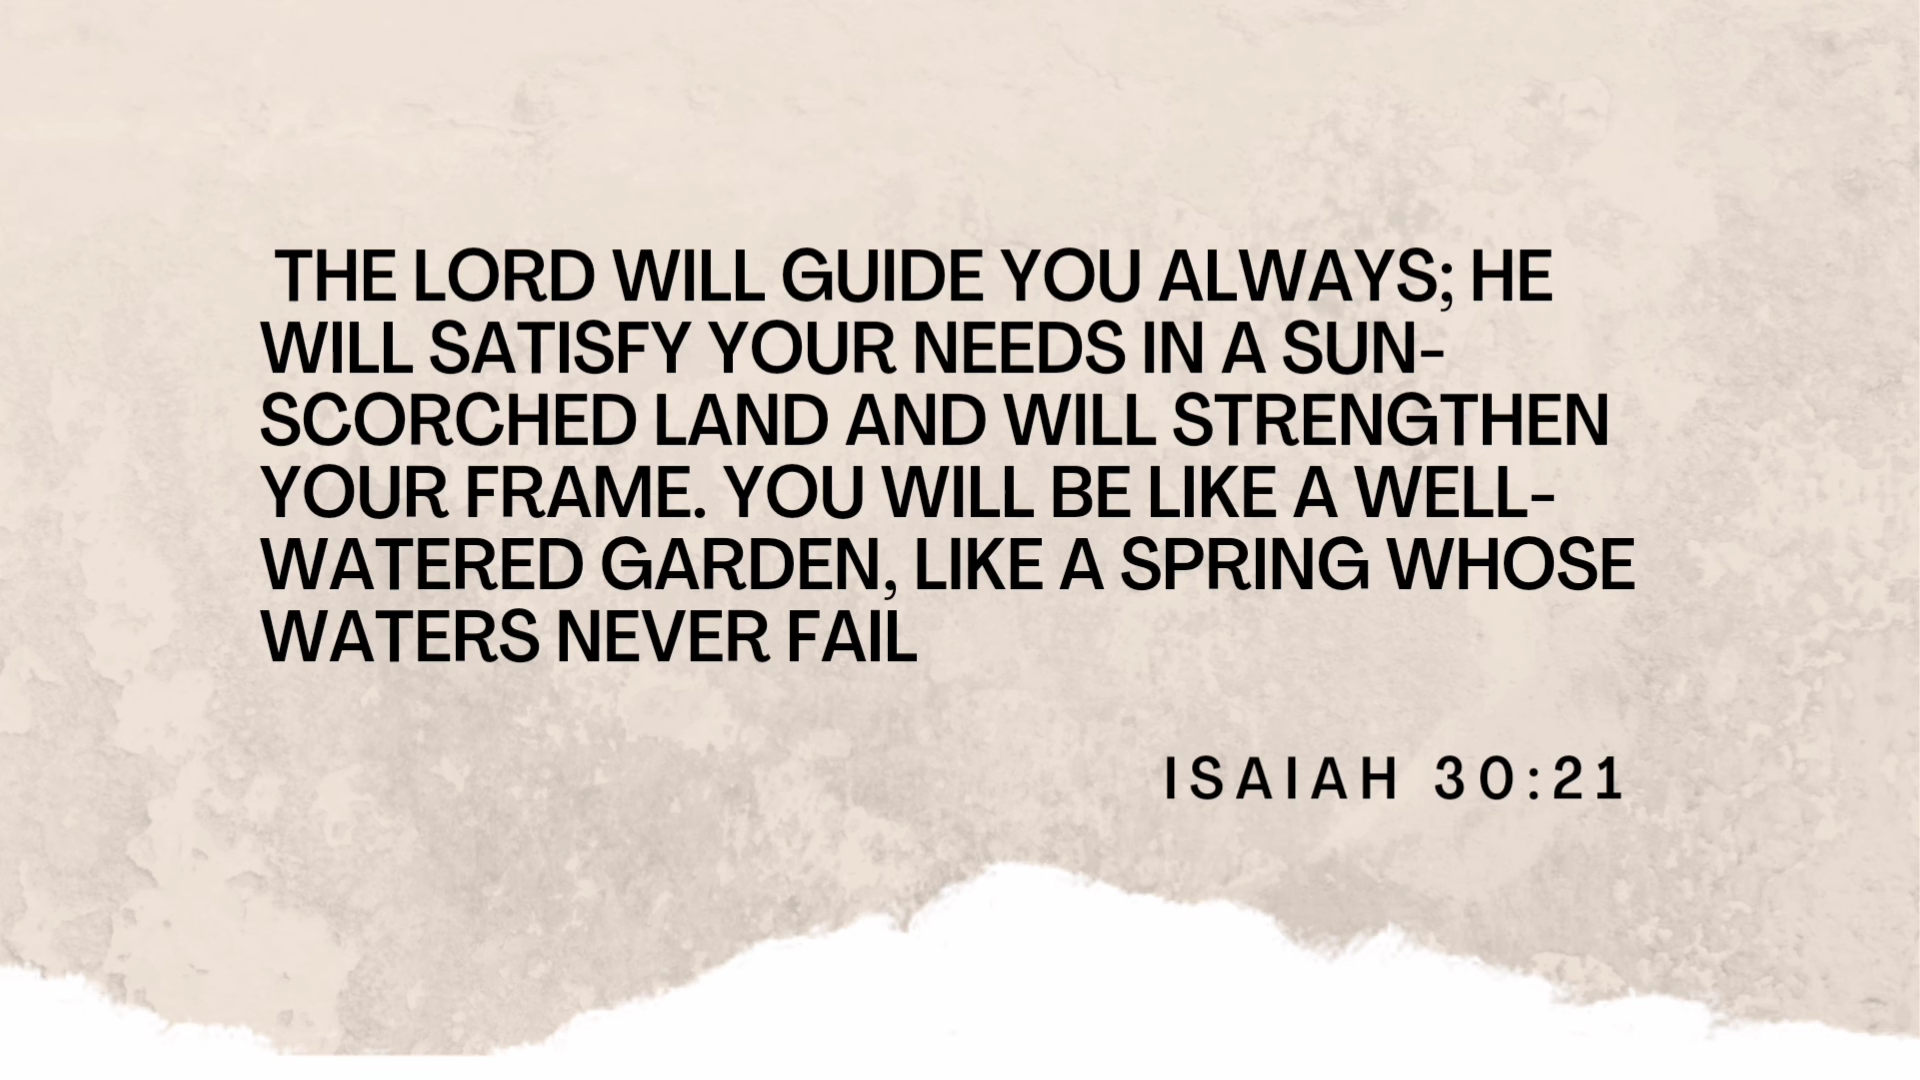 THE LORD WILL GUIDE YOU ALWAYS; HE
WILL SATISFY YOUR NEEDS IN A SUN-
SCORCHED LAND AND WILL STRENGTHEN
YOUR FRAME. YOU WILL BE LIKE A WELL-
WATERED GARDEN, LIKE A SPRING WHOSE
WATERS NEVER FAIL
ISAIAH 30:21